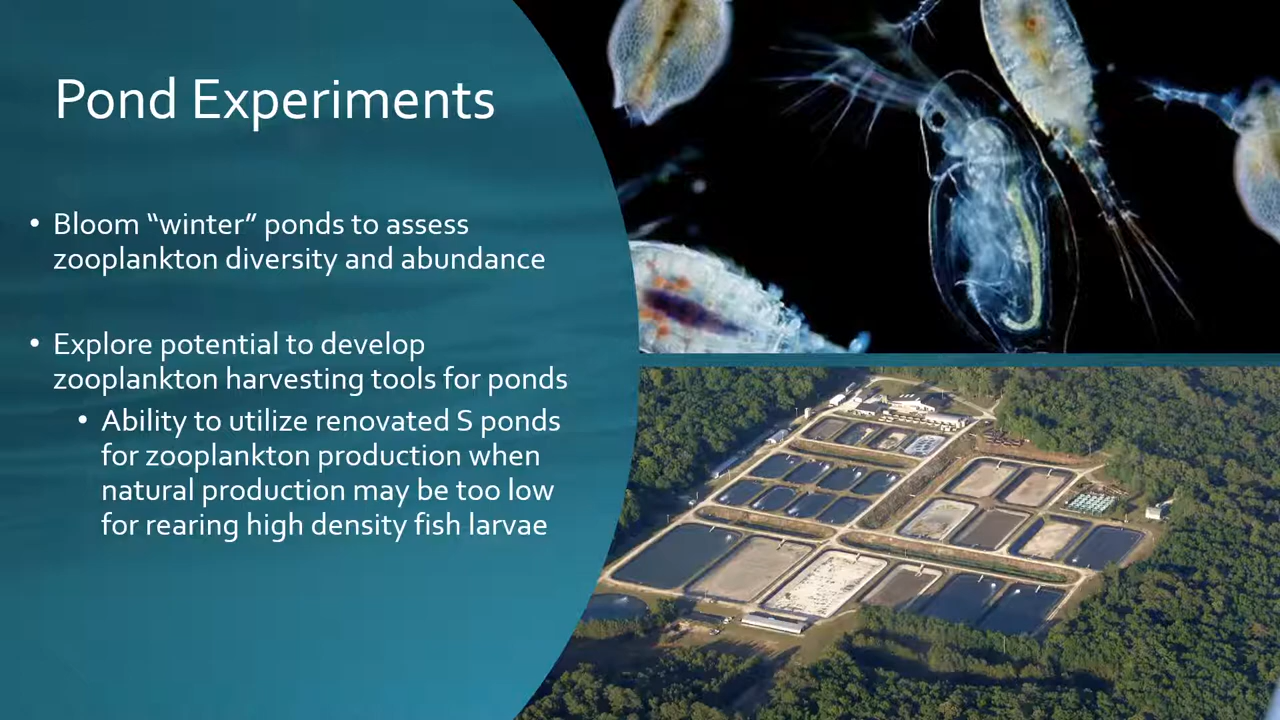 Pond Experiments
• Bloom “winter” ponds to assess
zooplankton diversity and abundance
• Explore potential to develop
zooplankton harvesting tools for ponds
• Ability to utilize renovated S ponds
for zooplankton production when
natural production may be too low
for rearing high density fish larvae